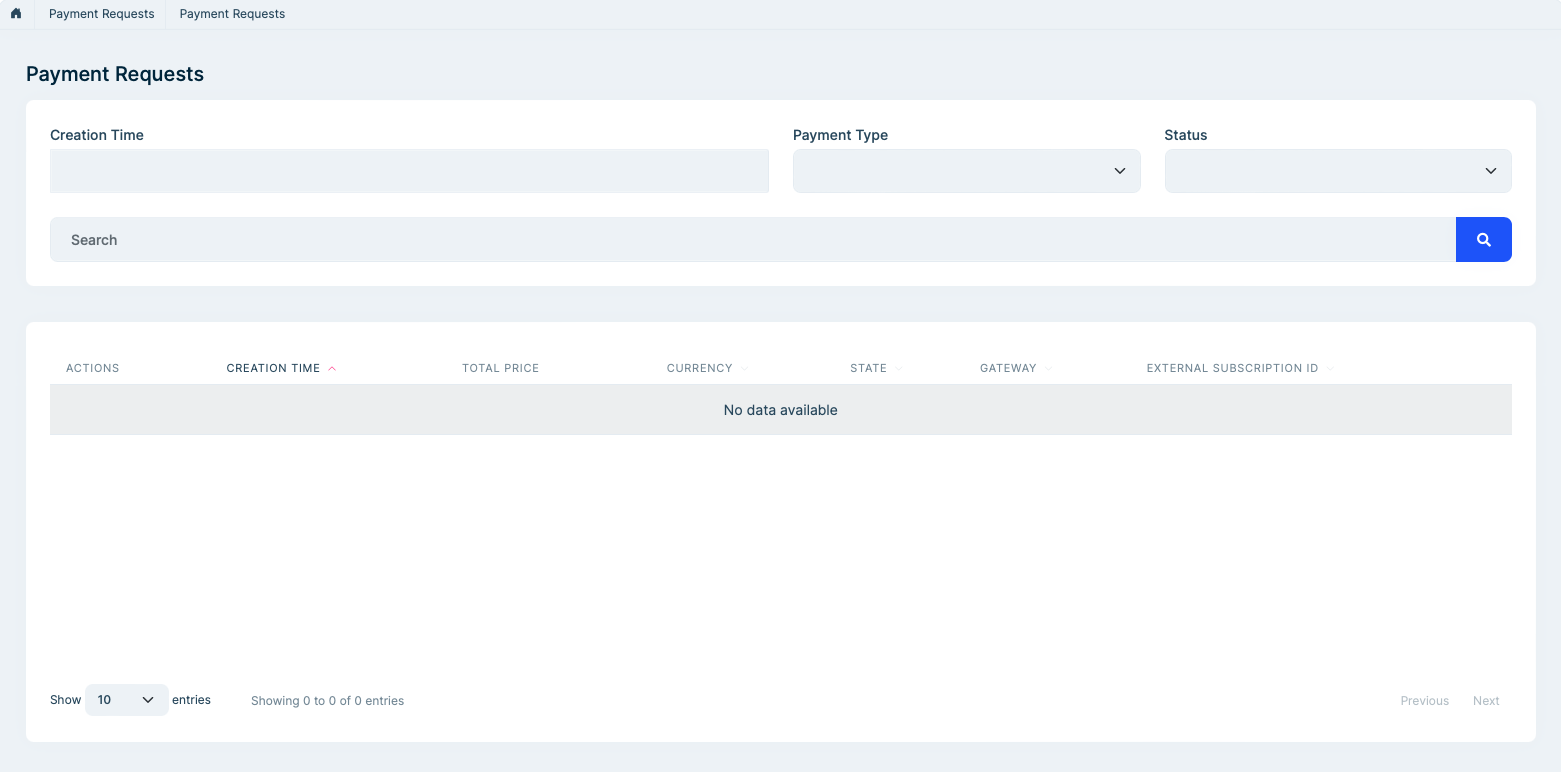 Payment Requests Payment Requests
Payment Requests
Creation Time Payment Type Status
Search
ACTIONS CREATION TIME TOTAL PRICE CURRENCY STATE GATEWAY EXTERNAL SUBSCRIPTION ID
No data available
Show 10 entries Showing 0 to 0 of 0 entries Previous Next